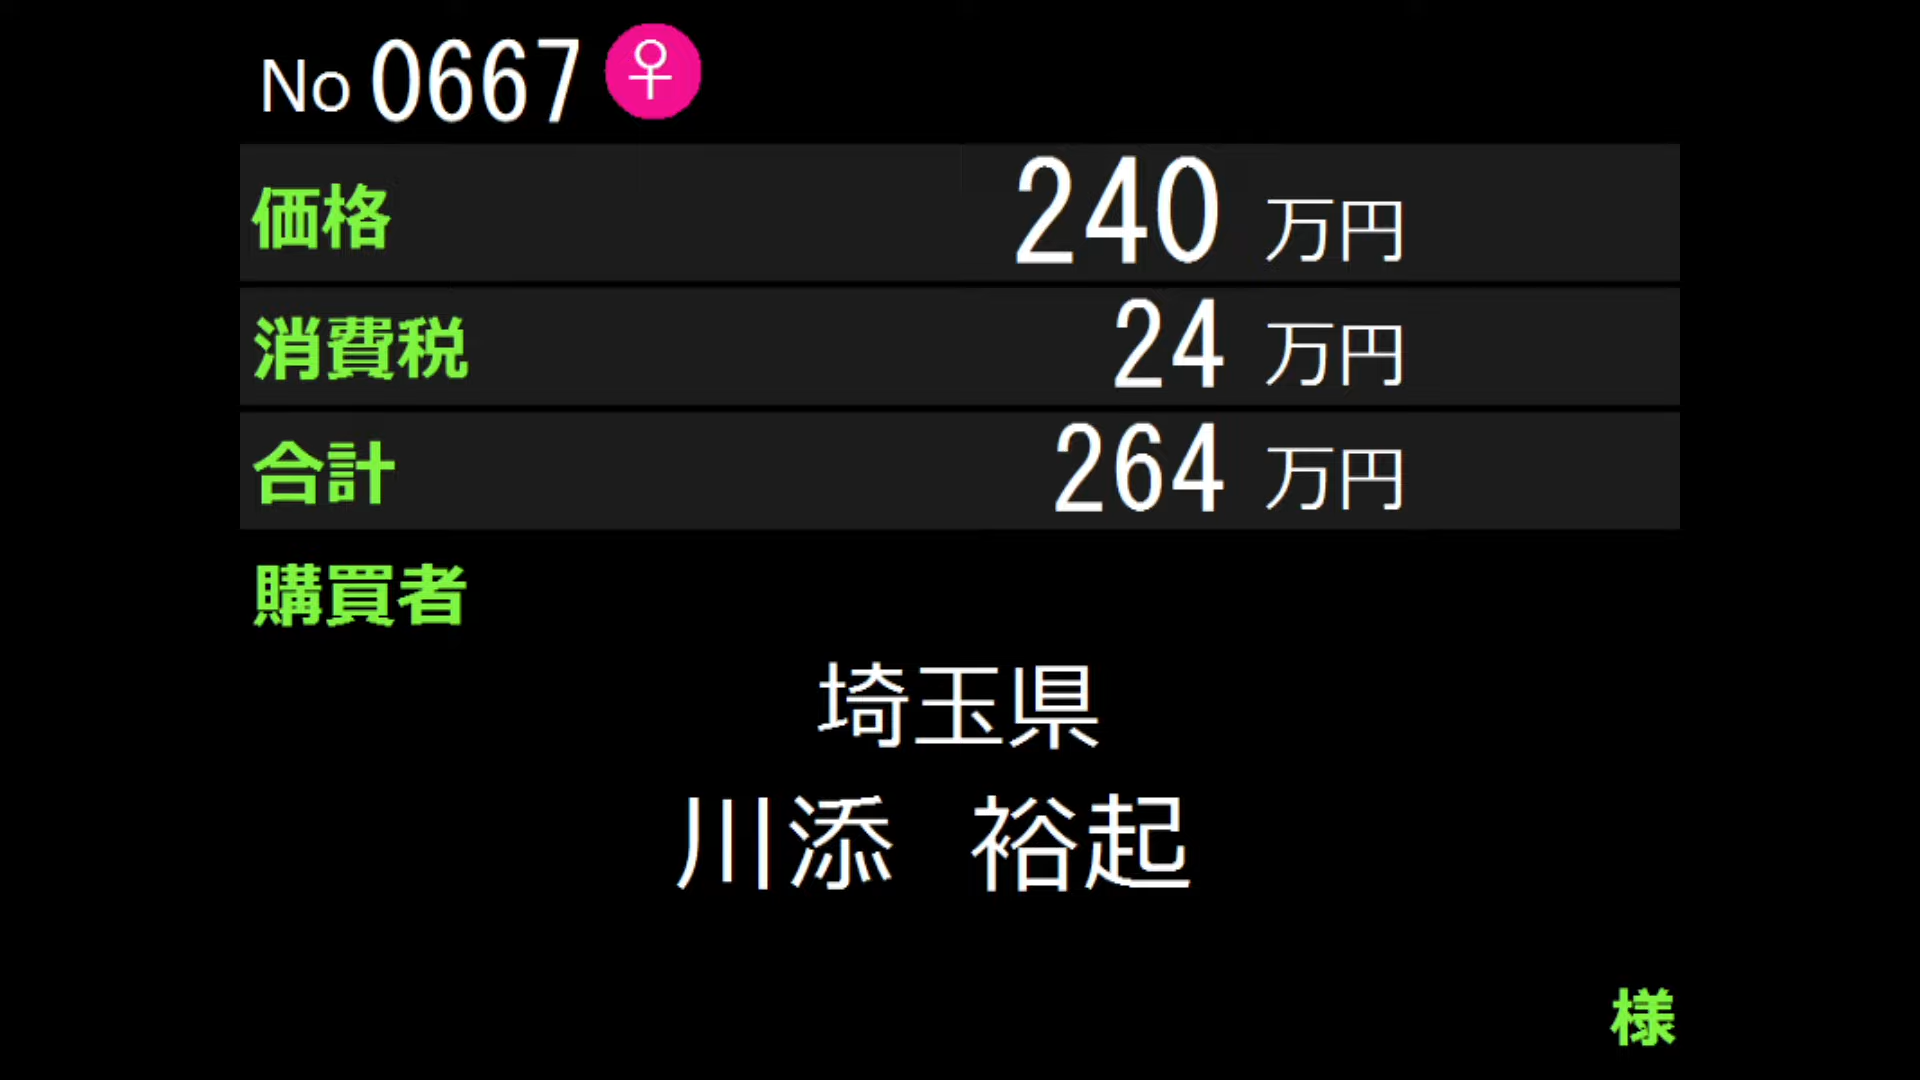 No 0667 ♀
価格 240 万円
消費税 24 万円
合計 264 万円
購買者
埼玉県
川添 裕起
様